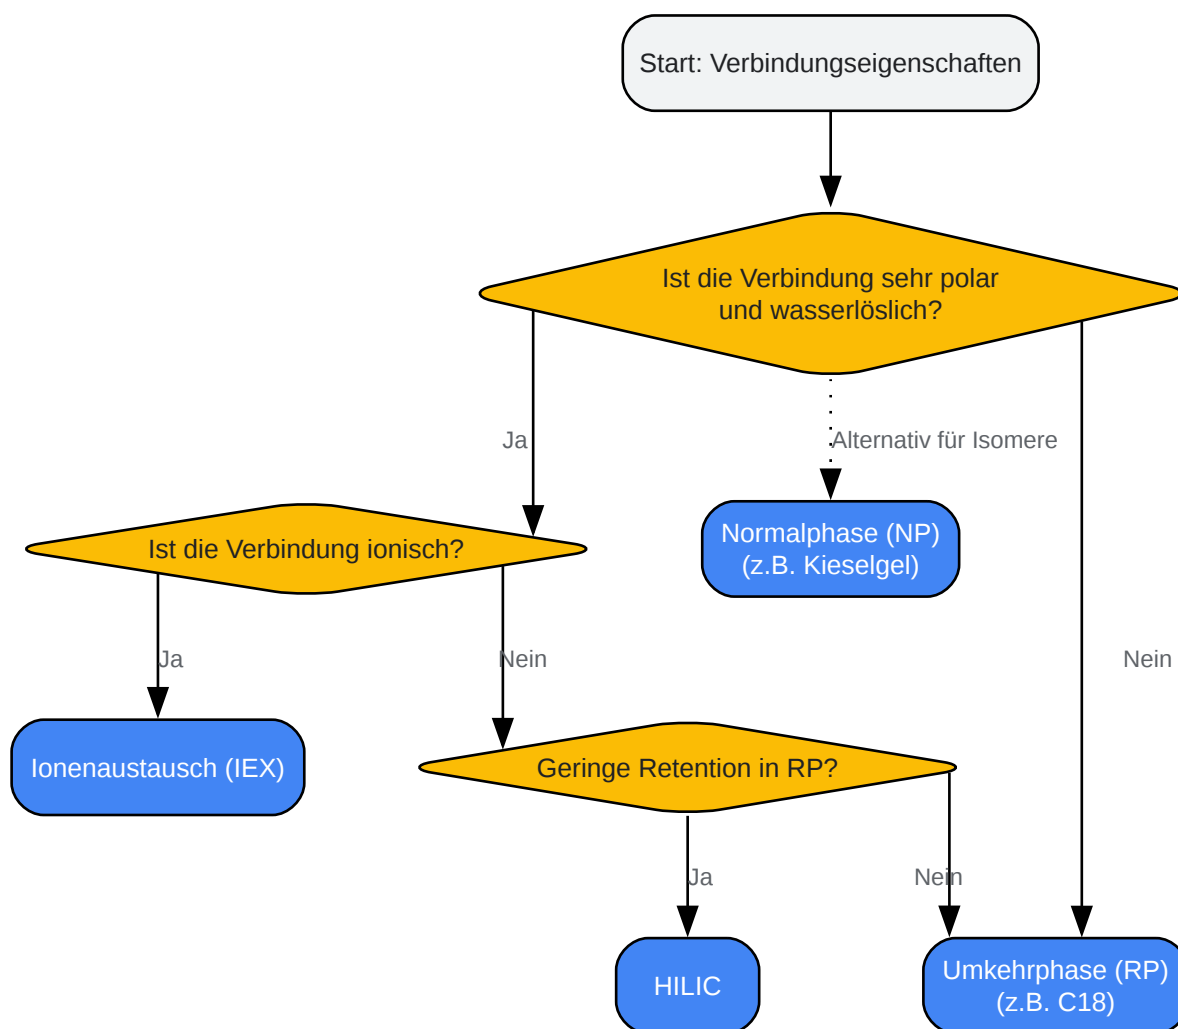 Start: Verbindungseigenschaften
Ist die Verbindung sehr polar
und wasserlöslich?
Ja
Alternativ für Isomere
Normalphase (NP)
(z.B. Kieselgel)
Ist die Verbindung ionisch?
Ja
Nein
Nein
Ionenaustausch (IEX)
Geringe Retention in RP?
Ja
Nein
HILIC
Umkehrphase (RP)
(z.B. C18)